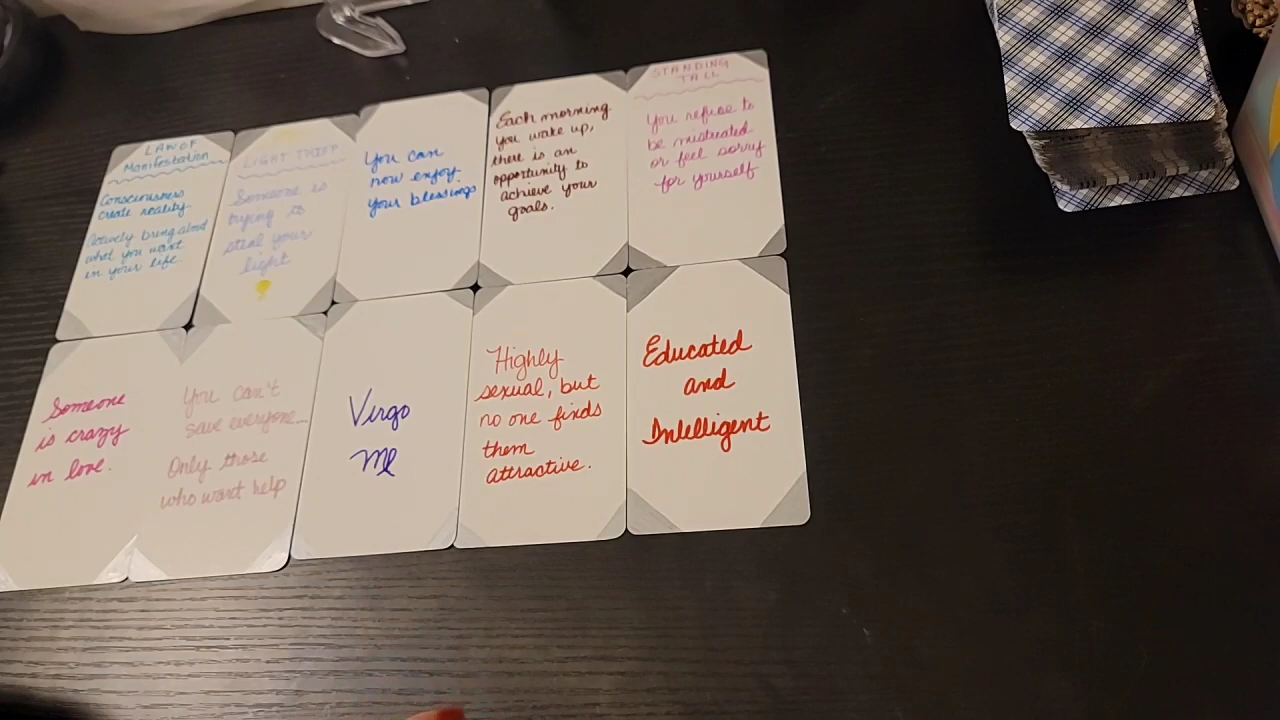 LAW OF
Manifestation
Consciousness
create reality
Actively bring about
what you want
in your life.
LIGHT THIEF
Someone is
trying to
steal your
light
You can
now enjoy
your blessings
Each morning
you wake up,
there is an
opportunity to
achieve your
goals.
STANDING
TALL
You refuse to
be mistreated
or feel sorry
for yourself
Someone
is crazy
in love.
You can't
save everyone...
Only those
who want help
Virgo
♍
Highly
sexual, but
no one finds
them
attractive.
Educated
and
Intelligent